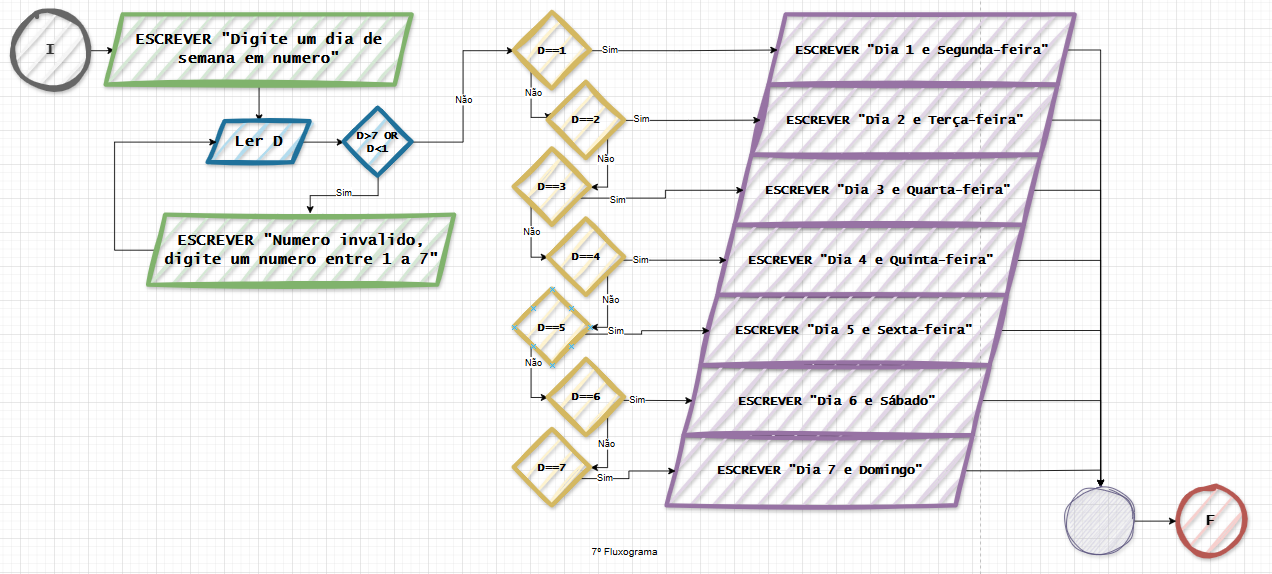 I
ESCREVER "Digite um dia de
semana em numero"
Ler D
D>7 OR
D<1
Não
Sim
ESCREVER "Numero invalido,
digite um numero entre 1 a 7"
D==1
Sim
ESCREVER "Dia 1 e Segunda-feira"
Não
D==2
Sim
ESCREVER "Dia 2 e Terça-feira"
Não
D==3
Sim
ESCREVER "Dia 3 e Quarta-feira"
Não
D==4
Sim
ESCREVER "Dia 4 e Quinta-feira"
Não
D==5
Sim
ESCREVER "Dia 5 e Sexta-feira"
Não
D==6
Sim
ESCREVER "Dia 6 e Sábado"
Não
D==7
Sim
ESCREVER "Dia 7 e Domingo"
F
7º Fluxograma